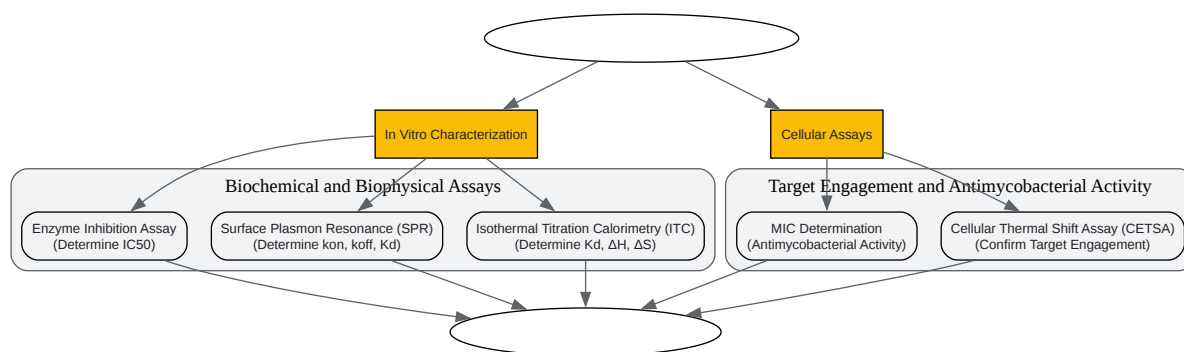 In Vitro Characterization
Cellular Assays
Biochemical and Biophysical Assays
Target Engagement and Antimycobacterial Activity
Enzyme Inhibition Assay
(Determine IC50)
Surface Plasmon Resonance (SPR)
(Determine kon, koff, Kd)
Isothermal Titration Calorimetry (ITC)
(Determine Kd, ΔH, ΔS)
MIC Determination
(Antimycobacterial Activity)
Cellular Thermal Shift Assay (CETSA)
(Confirm Target Engagement)